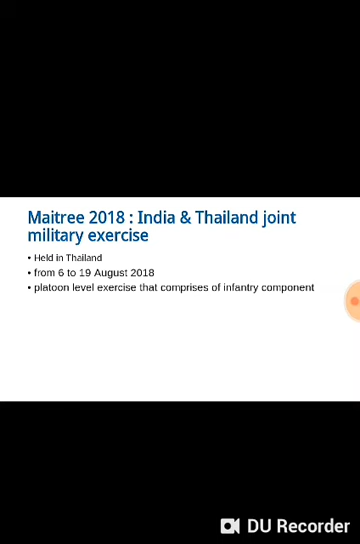 Maitree 2018 : India & Thailand joint
military exercise
• Held in Thailand
• from 6 to 19 August 2018
• platoon level exercise that comprises of infantry component
DU Recorder